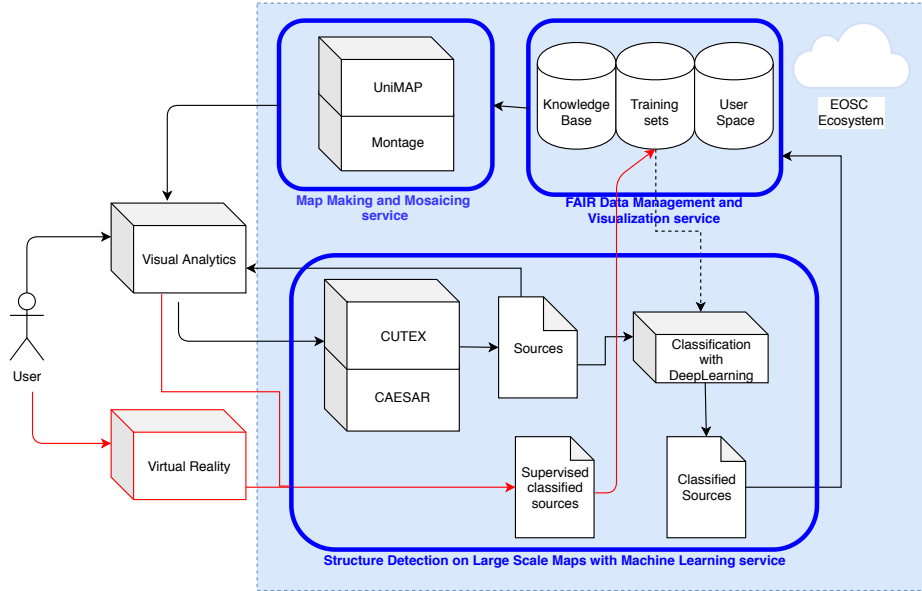 UniMAP
Montage
Map Making and Mosaicing
service
Knowledge
Base
Training
sets
User
Space
FAIR Data Management and
Visualization service
EOSC
Ecosystem
Visual Analytics
User
Virtual Reality
CUTEX
CAESAR
Sources
Classification
with
DeepLearning
Supervised
classified
sources
Classified
Sources
Structure Detection on Large Scale Maps with Machine Learning service